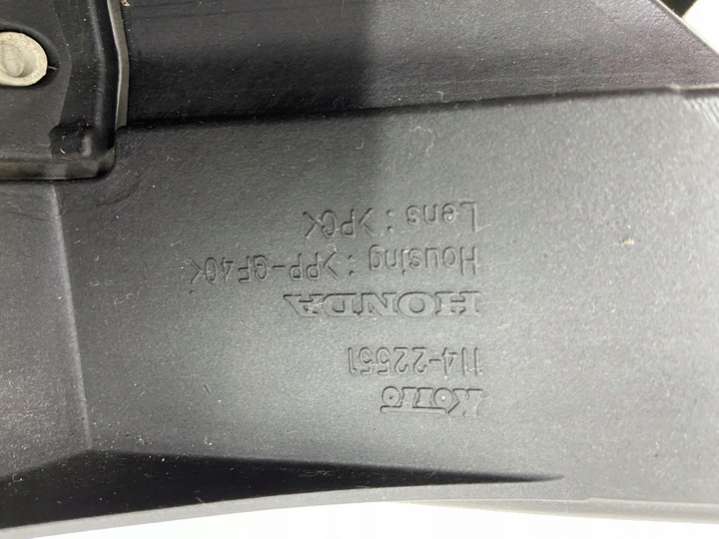 KOITO
114-22551
HONDA
Housing : >PP-GF40<
Lens : >PC<